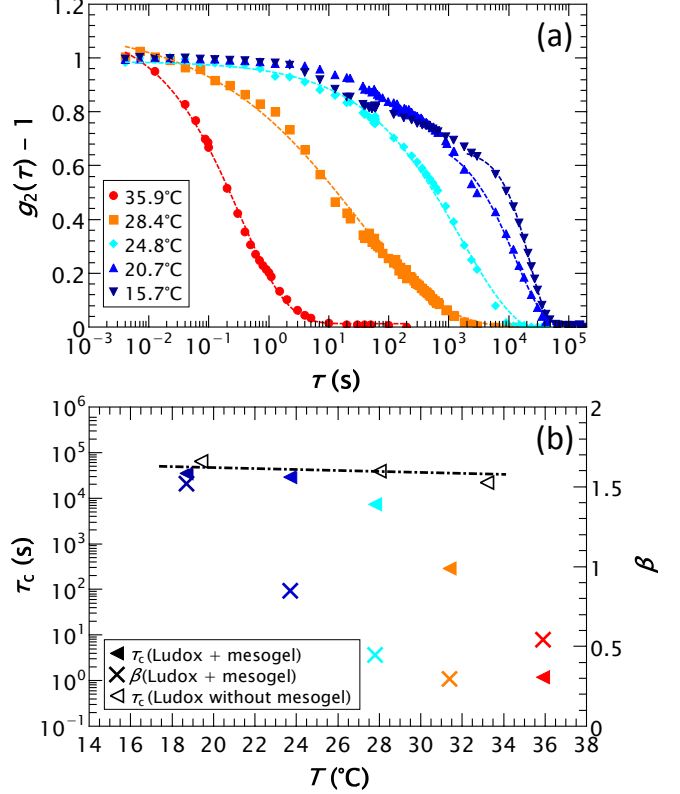 (a)
1.2
1
0.8
0.6
0.4
0.2
0
g₂(τ) − 1
35.9°C
28.4°C
24.8°C
20.7°C
15.7°C
10⁻³ 10⁻² 10⁻¹ 10⁰ 10¹ 10² 10³ 10⁴ 10⁵
τ (s)
(b)
10⁶
10⁵
10⁴
10³
10²
10¹
10⁰
10⁻¹
τc (s)
2
1.5
1
0.5
0
β
τc(Ludox + mesogel)
β(Ludox + mesogel)
τc(Ludox without mesogel)
14 16 18 20 22 24 26 28 30 32 34 36 38
T (°C)